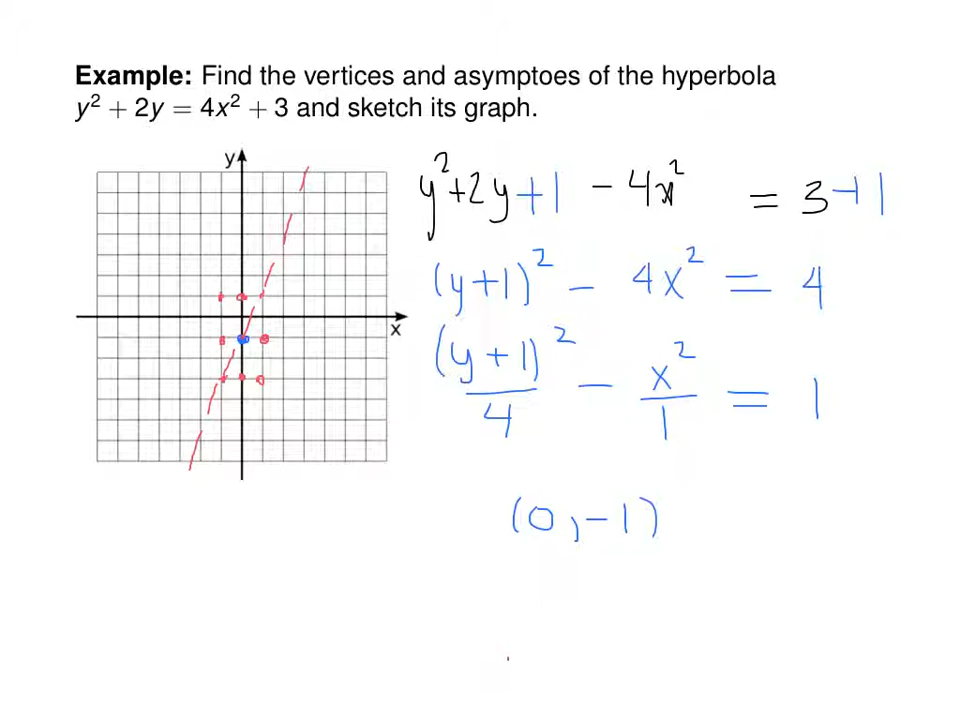 Example: Find the vertices and asymptoes of the hyperbola
y² + 2y = 4x² + 3 and sketch its graph.
y
x
y² + 2y + 1 - 4x² = 3 + 1
(y+1)² - 4x² = 4
(y+1)²/4 - x²/1 = 1
(0, -1)